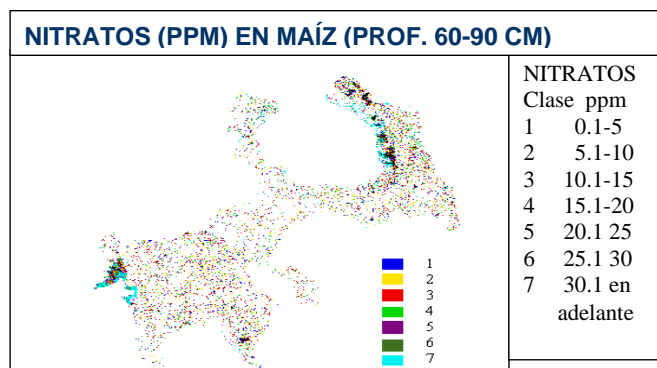 NITRATOS (PPM) EN MAÍZ (PROF. 60-90 CM)
NITRATOS
Clase ppm
1 0.1-5
2 5.1-10
3 10.1-15
4 15.1-20
5 20.1 25
6 25.1 30
7 30.1 en
adelante
1
2
3
4
5
6
7